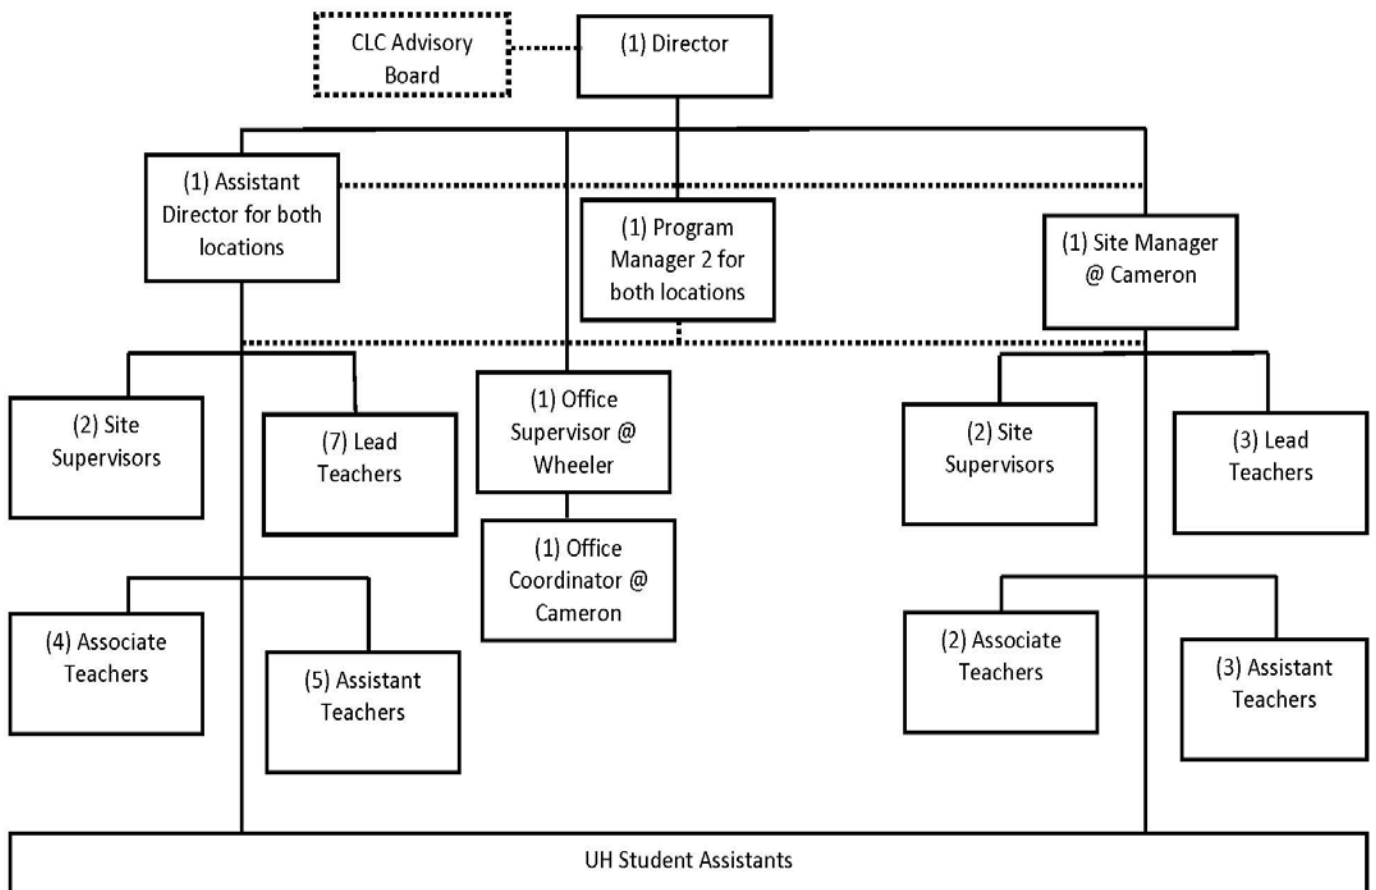 CLC Advisory
Board
(1) Director
(1) Assistant
Director for both
locations
(1) Program
Manager 2 for
both locations
(1) Site Manager
@ Cameron
(2) Site
Supervisors
(7) Lead
Teachers
(1) Office
Supervisor @
Wheeler
(2) Site
Supervisors
(3) Lead
Teachers
(1) Office
Coordinator @
Cameron
(4) Associate
Teachers
(5) Assistant
Teachers
(2) Associate
Teachers
(3) Assistant
Teachers
UH Student Assistants